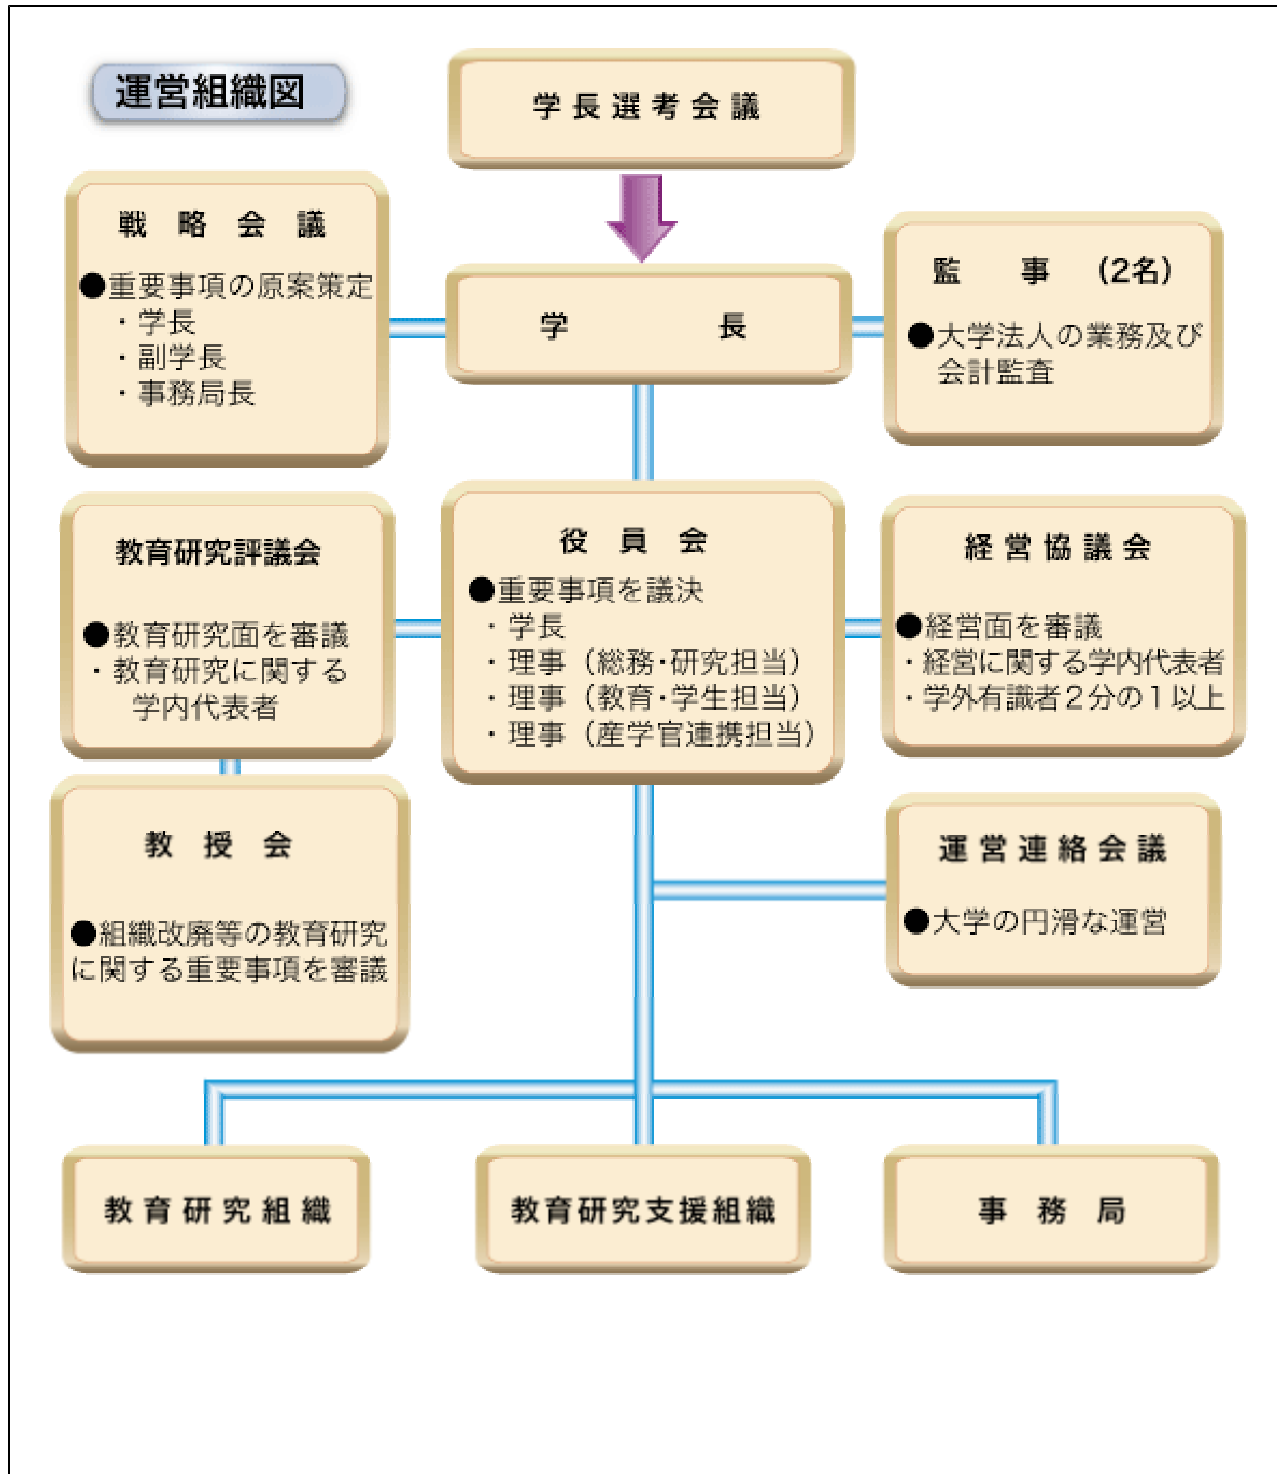 運営組織図
学長選考会議
戦略会議
●重要事項の原案策定
・学長
・副学長
・事務局長
学長
監事(2名)
●大学法人の業務及び
会計監査
教育研究評議会
●教育研究面を審議
・教育研究に関する
学内代表者
役員会
●重要事項を議決
・学長
・理事(総務・研究担当)
・理事(教育・学生担当)
・理事(産学官連携担当)
経営協議会
●経営面を審議
・経営に関する学内代表者
・学外有識者2分の1以上
教授会
●組織改廃等の教育研究
に関する重要事項を審議
運営連絡会議
●大学の円滑な運営
教育研究組織
教育研究支援組織
事務局